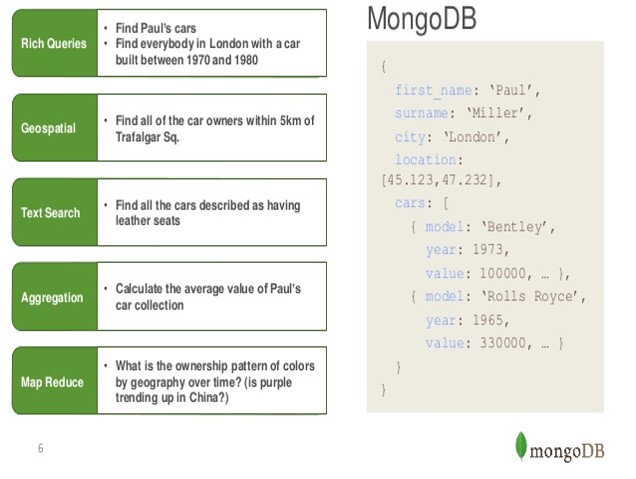 MongoDB
Rich Queries
• Find Paul's cars
• Find everybody in London with a car
built between 1970 and 1980
Geospatial
• Find all of the car owners within 5km of
Trafalgar Sq.
Text Search
• Find all the cars described as having
leather seats
Aggregation
• Calculate the average value of Paul's
car collection
Map Reduce
• What is the ownership pattern of colors
by geography over time? (is purple
trending up in China?)
{
first_name: ‘Paul’,
surname: ‘Miller’,
city: ‘London’,
location:
[45.123,47.232],
cars: [
{ model: ‘Bentley’,
year: 1973,
value: 100000, … },
{ model: ‘Rolls Royce’,
year: 1965,
value: 330000, … }
}
}
6
mongoDB